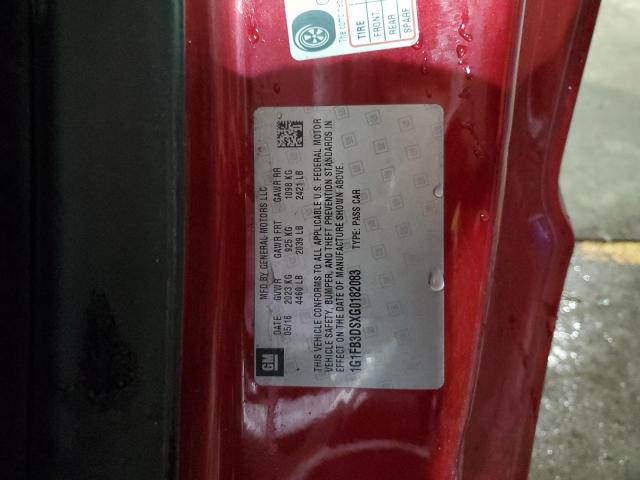 The combined
TIRE
FRONT
REAR
SPARE
GM
MFD BY GENERAL MOTORS LLC
DATE GVWR GAWR FRT GAWR RR
05/16 2023 KG 925 KG 1098 KG
4460 LB 2039 LB 2421 LB
THIS VEHICLE CONFORMS TO ALL APPLICABLE U.S. FEDERAL MOTOR
VEHICLE SAFETY, BUMPER, AND THEFT PREVENTION STANDARDS IN
EFFECT ON THE DATE OF MANUFACTURE SHOWN ABOVE.
1G1FB3DSXG0182083 TYPE: PASS CAR